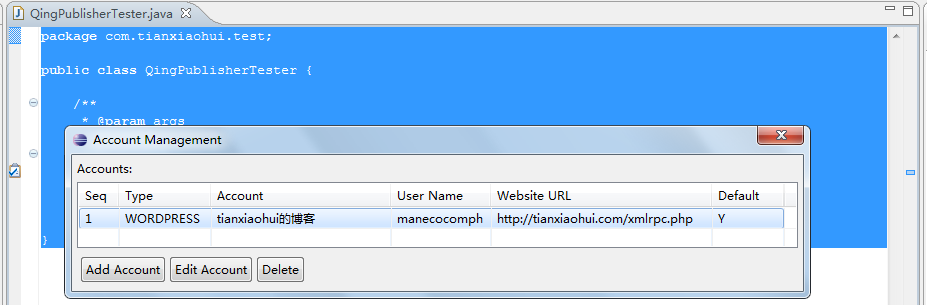 QingPublisherTester.java
package com.tianxiaohui.test;
public class QingPublisherTester {
/**
* @param args
Account Management
Accounts:
Seq Type Account User Name Website URL Default
1 WORDPRESS tianxiaohui的博客 manecocomph http://tianxiaohui.com/xmlrpc.php Y
}
Add Account Edit Account Delete